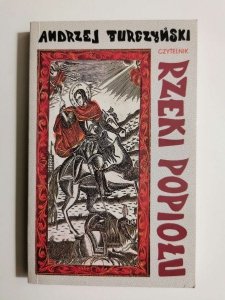 ANDRZEJ TURCZYŃSKI
CZYTELNIK
RZEKI POPIOŁU